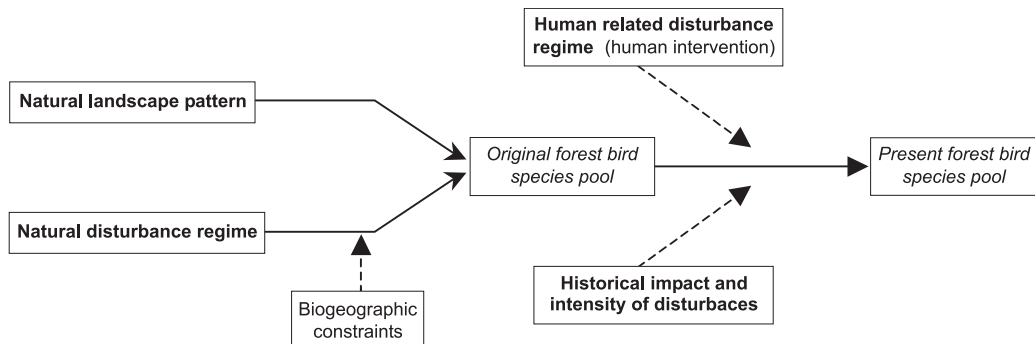 Human related disturbance
regime (human intervention)
Natural landscape pattern
Original forest bird
species pool
Present forest bird
species pool
Natural disturbance regime
Historical impact and
intensity of disturbaces
Biogeographic
constraints